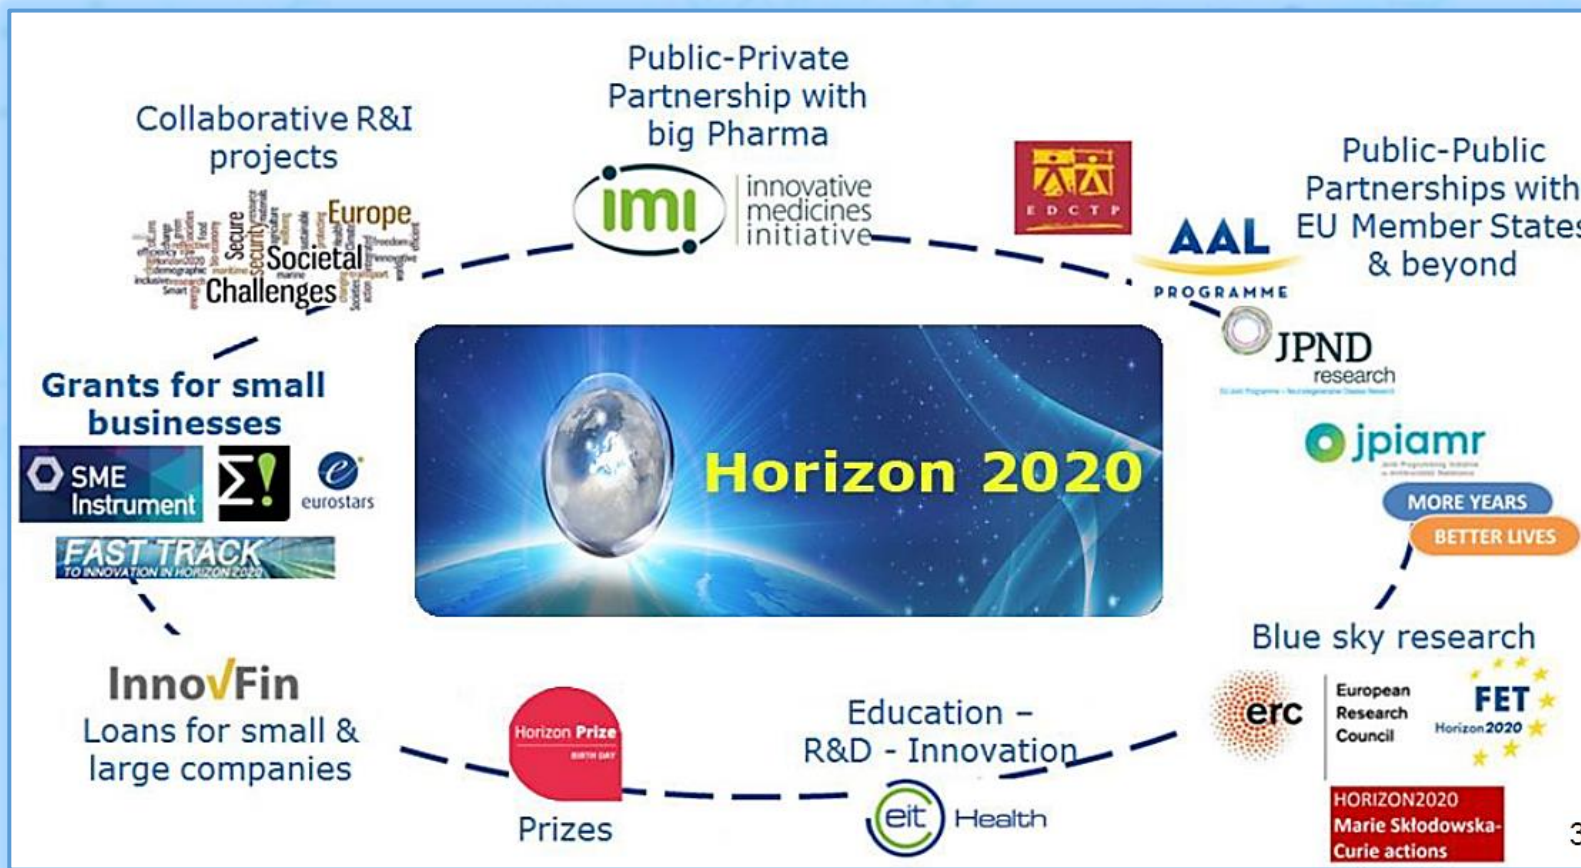 Public-Private
Partnership with
big Pharma
Collaborative R&I
projects
Public-Public
Partnerships with
EU Member States
& beyond
imi
innovative
medicines
initiative
EDCTP
AAL
PROGRAMME
Europe
Secure
security
Societal
Challenges
JPND
research
Grants for small
businesses
SME
Instrument
Σ!
e
eurostars
FAST TRACK
TO INNOVATION IN HORIZON 2020
Horizon 2020
jpiamr
MORE YEARS
BETTER LIVES
InnovFin
Loans for small &
large companies
Horizon Prize
BIRTH DAY
Prizes
Education –
R&D - Innovation
eit Health
Blue sky research
erc
European
Research
Council
FET
Horizon2020
HORIZON2020
Marie Skłodowska-
Curie actions
3